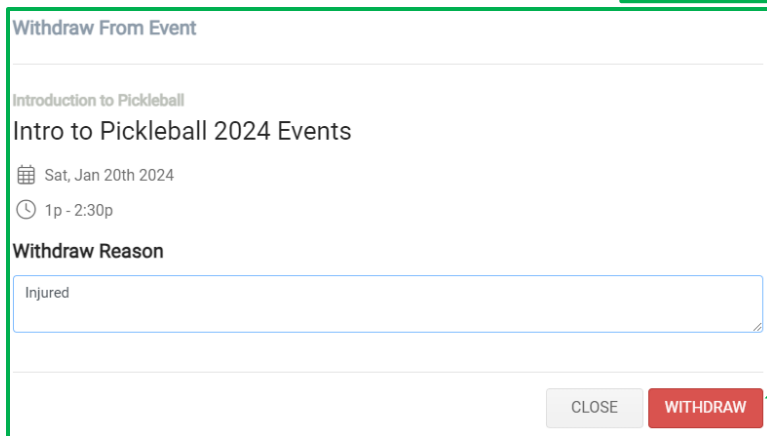 Withdraw From Event
Introduction to Pickleball
Intro to Pickleball 2024 Events
Sat, Jan 20th 2024
1p - 2:30p
Withdraw Reason
Injured
CLOSE WITHDRAW